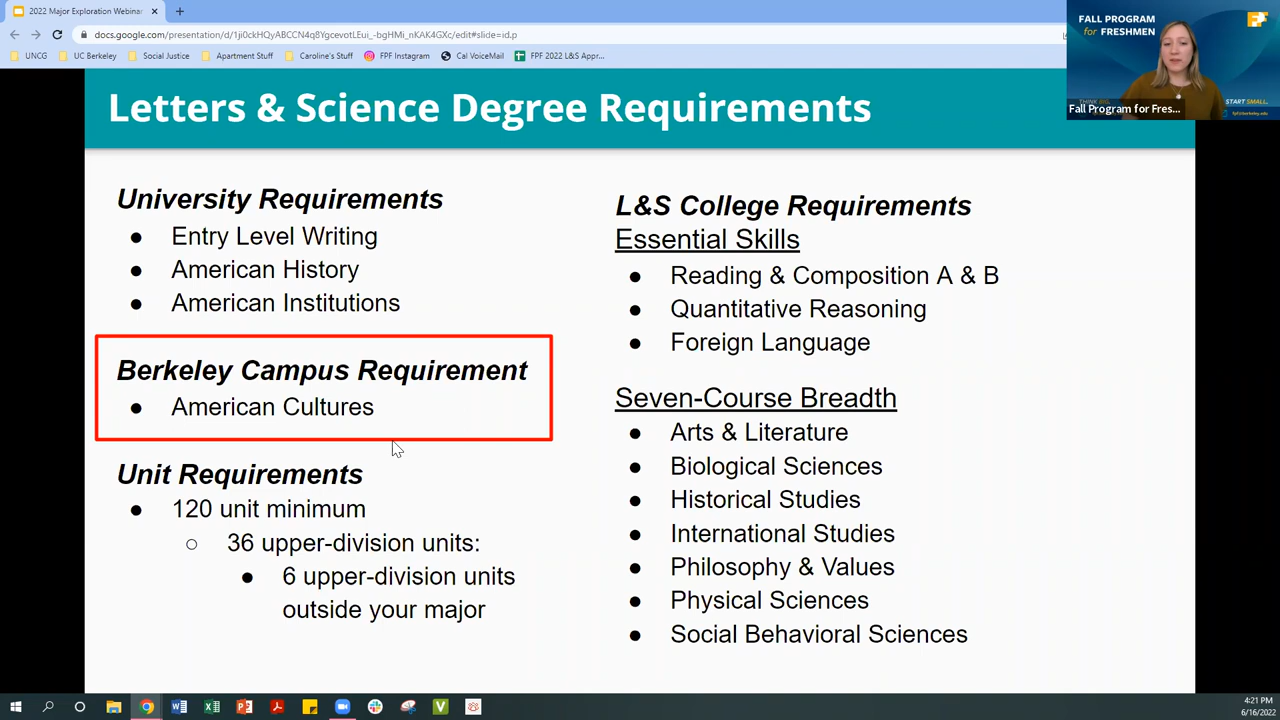 2022 Major Exploration Webinar
docs.google.com/presentation/d/1ji0ckHQyABCCN4q8YgcevotLEui_-bgHMi_nKAK4GXc/edit#slide=id.p
UNCG
UC Berkeley
Social Justice
Apartment Stuff
Caroline's Stuff
FPF Instagram
Cal VoiceMail
FPF 2022 L&S Appr...
FALL PROGRAM
for FRESHMEN
START SMALL.
fpf@berkeley.edu
Fall Program for Fres...
Letters & Science Degree Requirements
University Requirements
● Entry Level Writing
● American History
● American Institutions
Berkeley Campus Requirement
● American Cultures
Unit Requirements
● 120 unit minimum
○ 36 upper-division units:
● 6 upper-division units
outside your major
L&S College Requirements
Essential Skills
● Reading & Composition A & B
● Quantitative Reasoning
● Foreign Language
Seven-Course Breadth
● Arts & Literature
● Biological Sciences
● Historical Studies
● International Studies
● Philosophy & Values
● Physical Sciences
● Social Behavioral Sciences
4:21 PM
6/16/2022